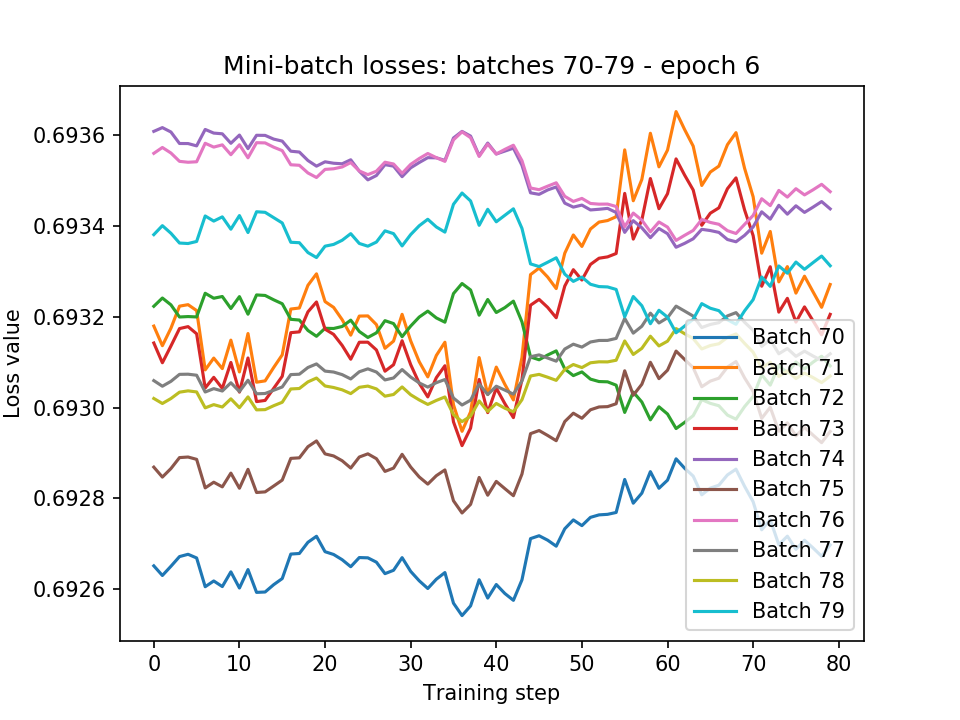 Mini-batch losses: batches 70-79 - epoch 6
Loss value
0.6936
0.6934
0.6932
0.6930
0.6928
0.6926
Batch 70
Batch 71
Batch 72
Batch 73
Batch 74
Batch 75
Batch 76
Batch 77
Batch 78
Batch 79
0 10 20 30 40 50 60 70 80
Training step